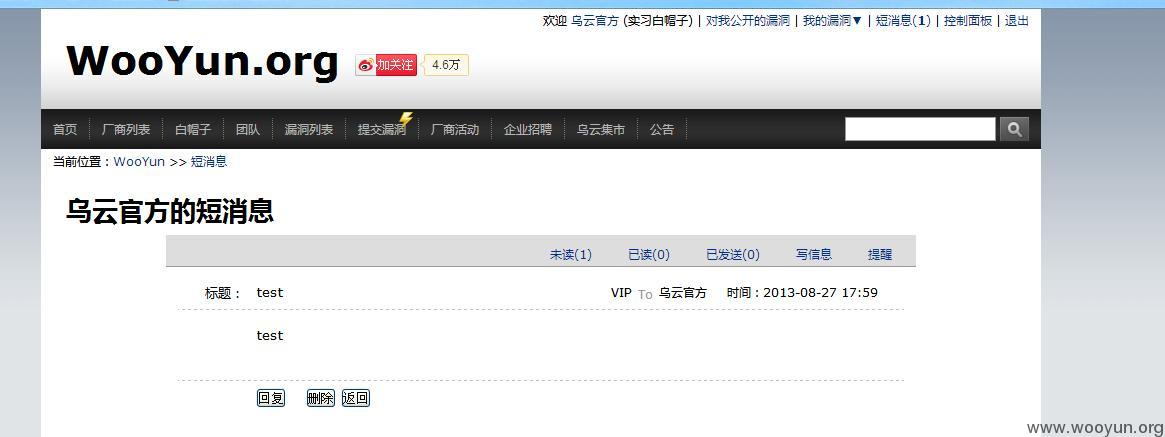 欢迎 乌云官方 (实习白帽子) | 对我公开的漏洞 | 我的漏洞▼ | 短消息(1) | 控制面板 | 退出
WooYun.org 加关注 4.6万
首页 厂商列表 白帽子 团队 漏洞列表 提交漏洞 厂商活动 企业招聘 乌云集市 公告
当前位置：WooYun >> 短消息
乌云官方的短消息
未读(1) 已读(0) 已发送(0) 写信息 提醒
标题： test VIP To 乌云官方 时间：2013-08-27 17:59
test
回复 删除 返回
www.wooyun.org